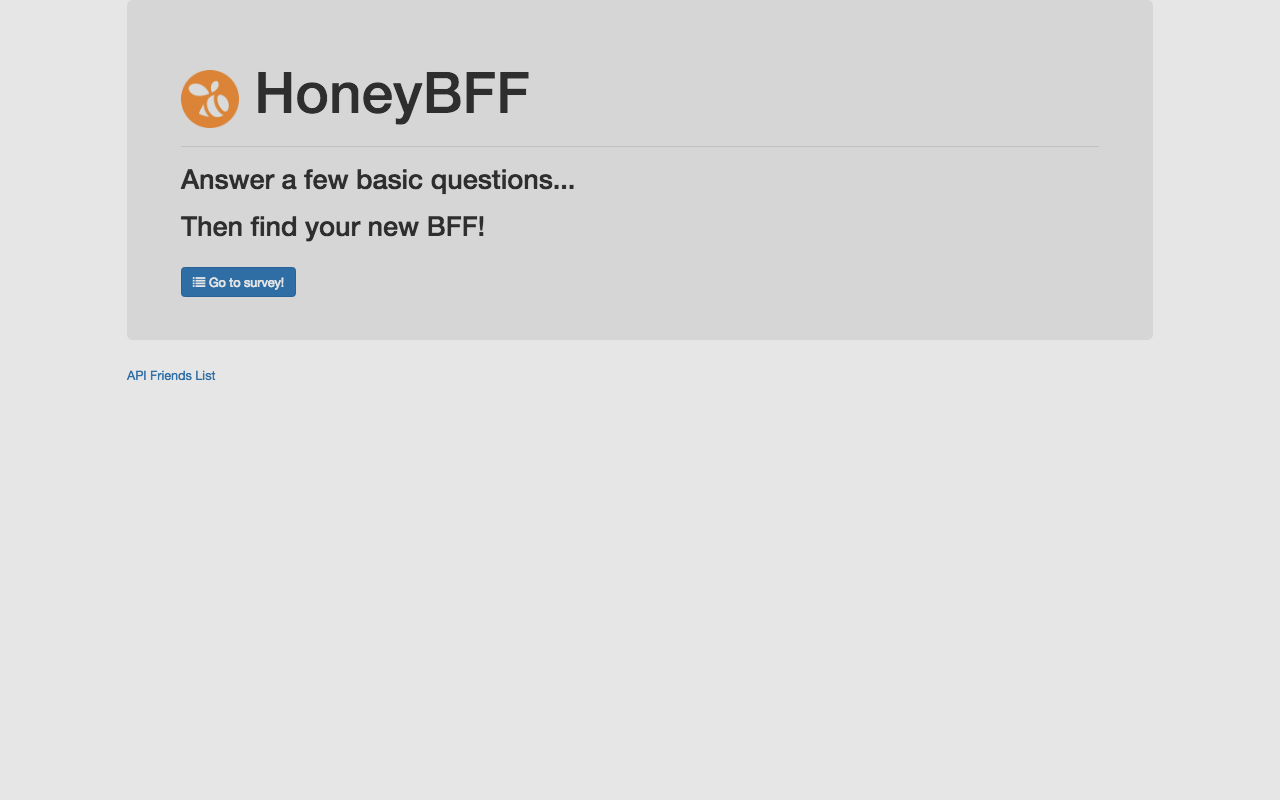 HoneyBFF
Answer a few basic questions...
Then find your new BFF!
Go to survey!
API Friends List